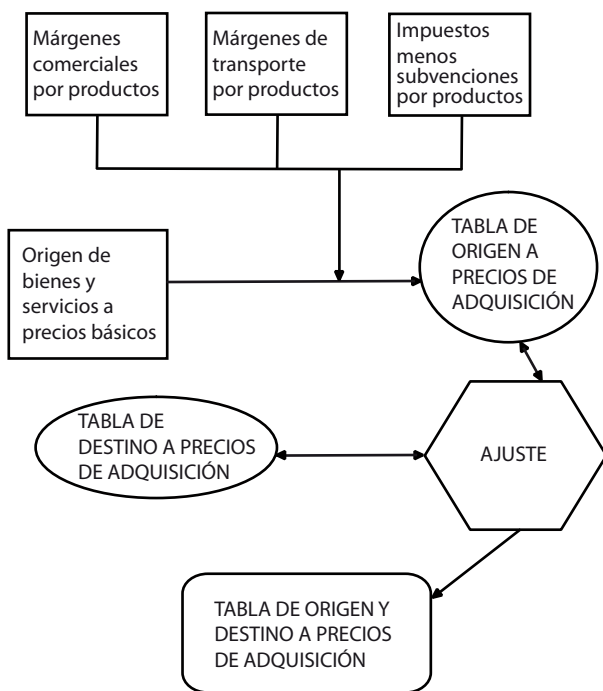 Márgenes
comerciales
por productos
Márgenes de
transporte
por productos
Impuestos
menos
subvenciones
por productos
Origen de
bienes y
servicios a
precios básicos
TABLA DE
ORIGEN A
PRECIOS DE
ADQUISICIÓN
TABLA DE
DESTINO A PRECIOS
DE ADQUISICIÓN
AJUSTE
TABLA DE ORIGEN Y
DESTINO A PRECIOS
DE ADQUISICIÓN